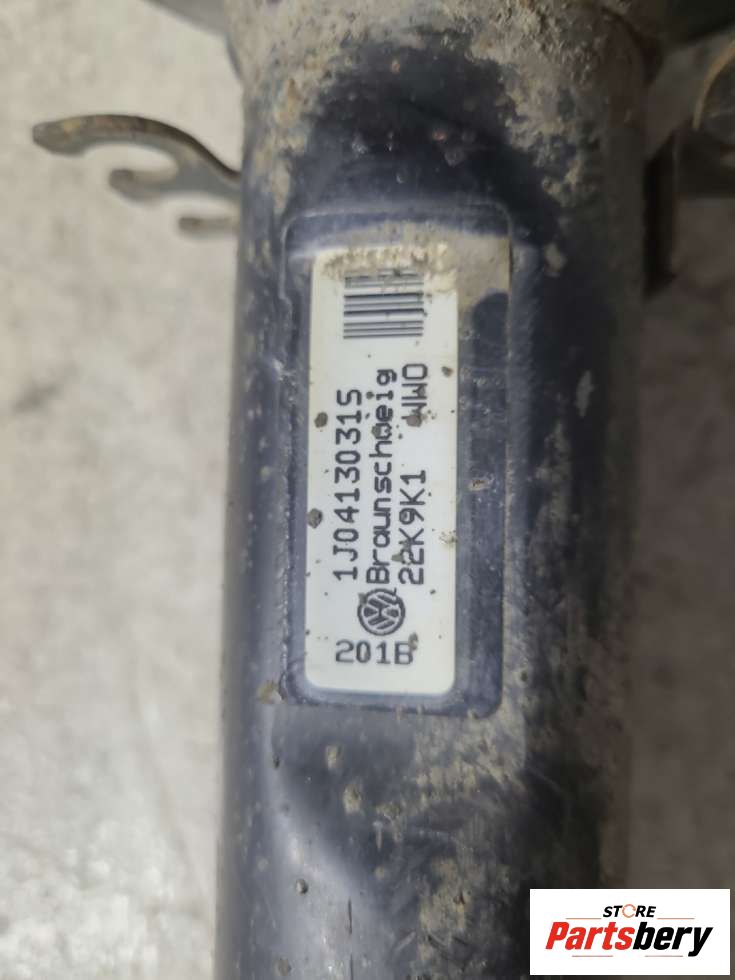 1J0413031S
Braunschweig
22K9K1 WWO
201B
STORE
Partsbery